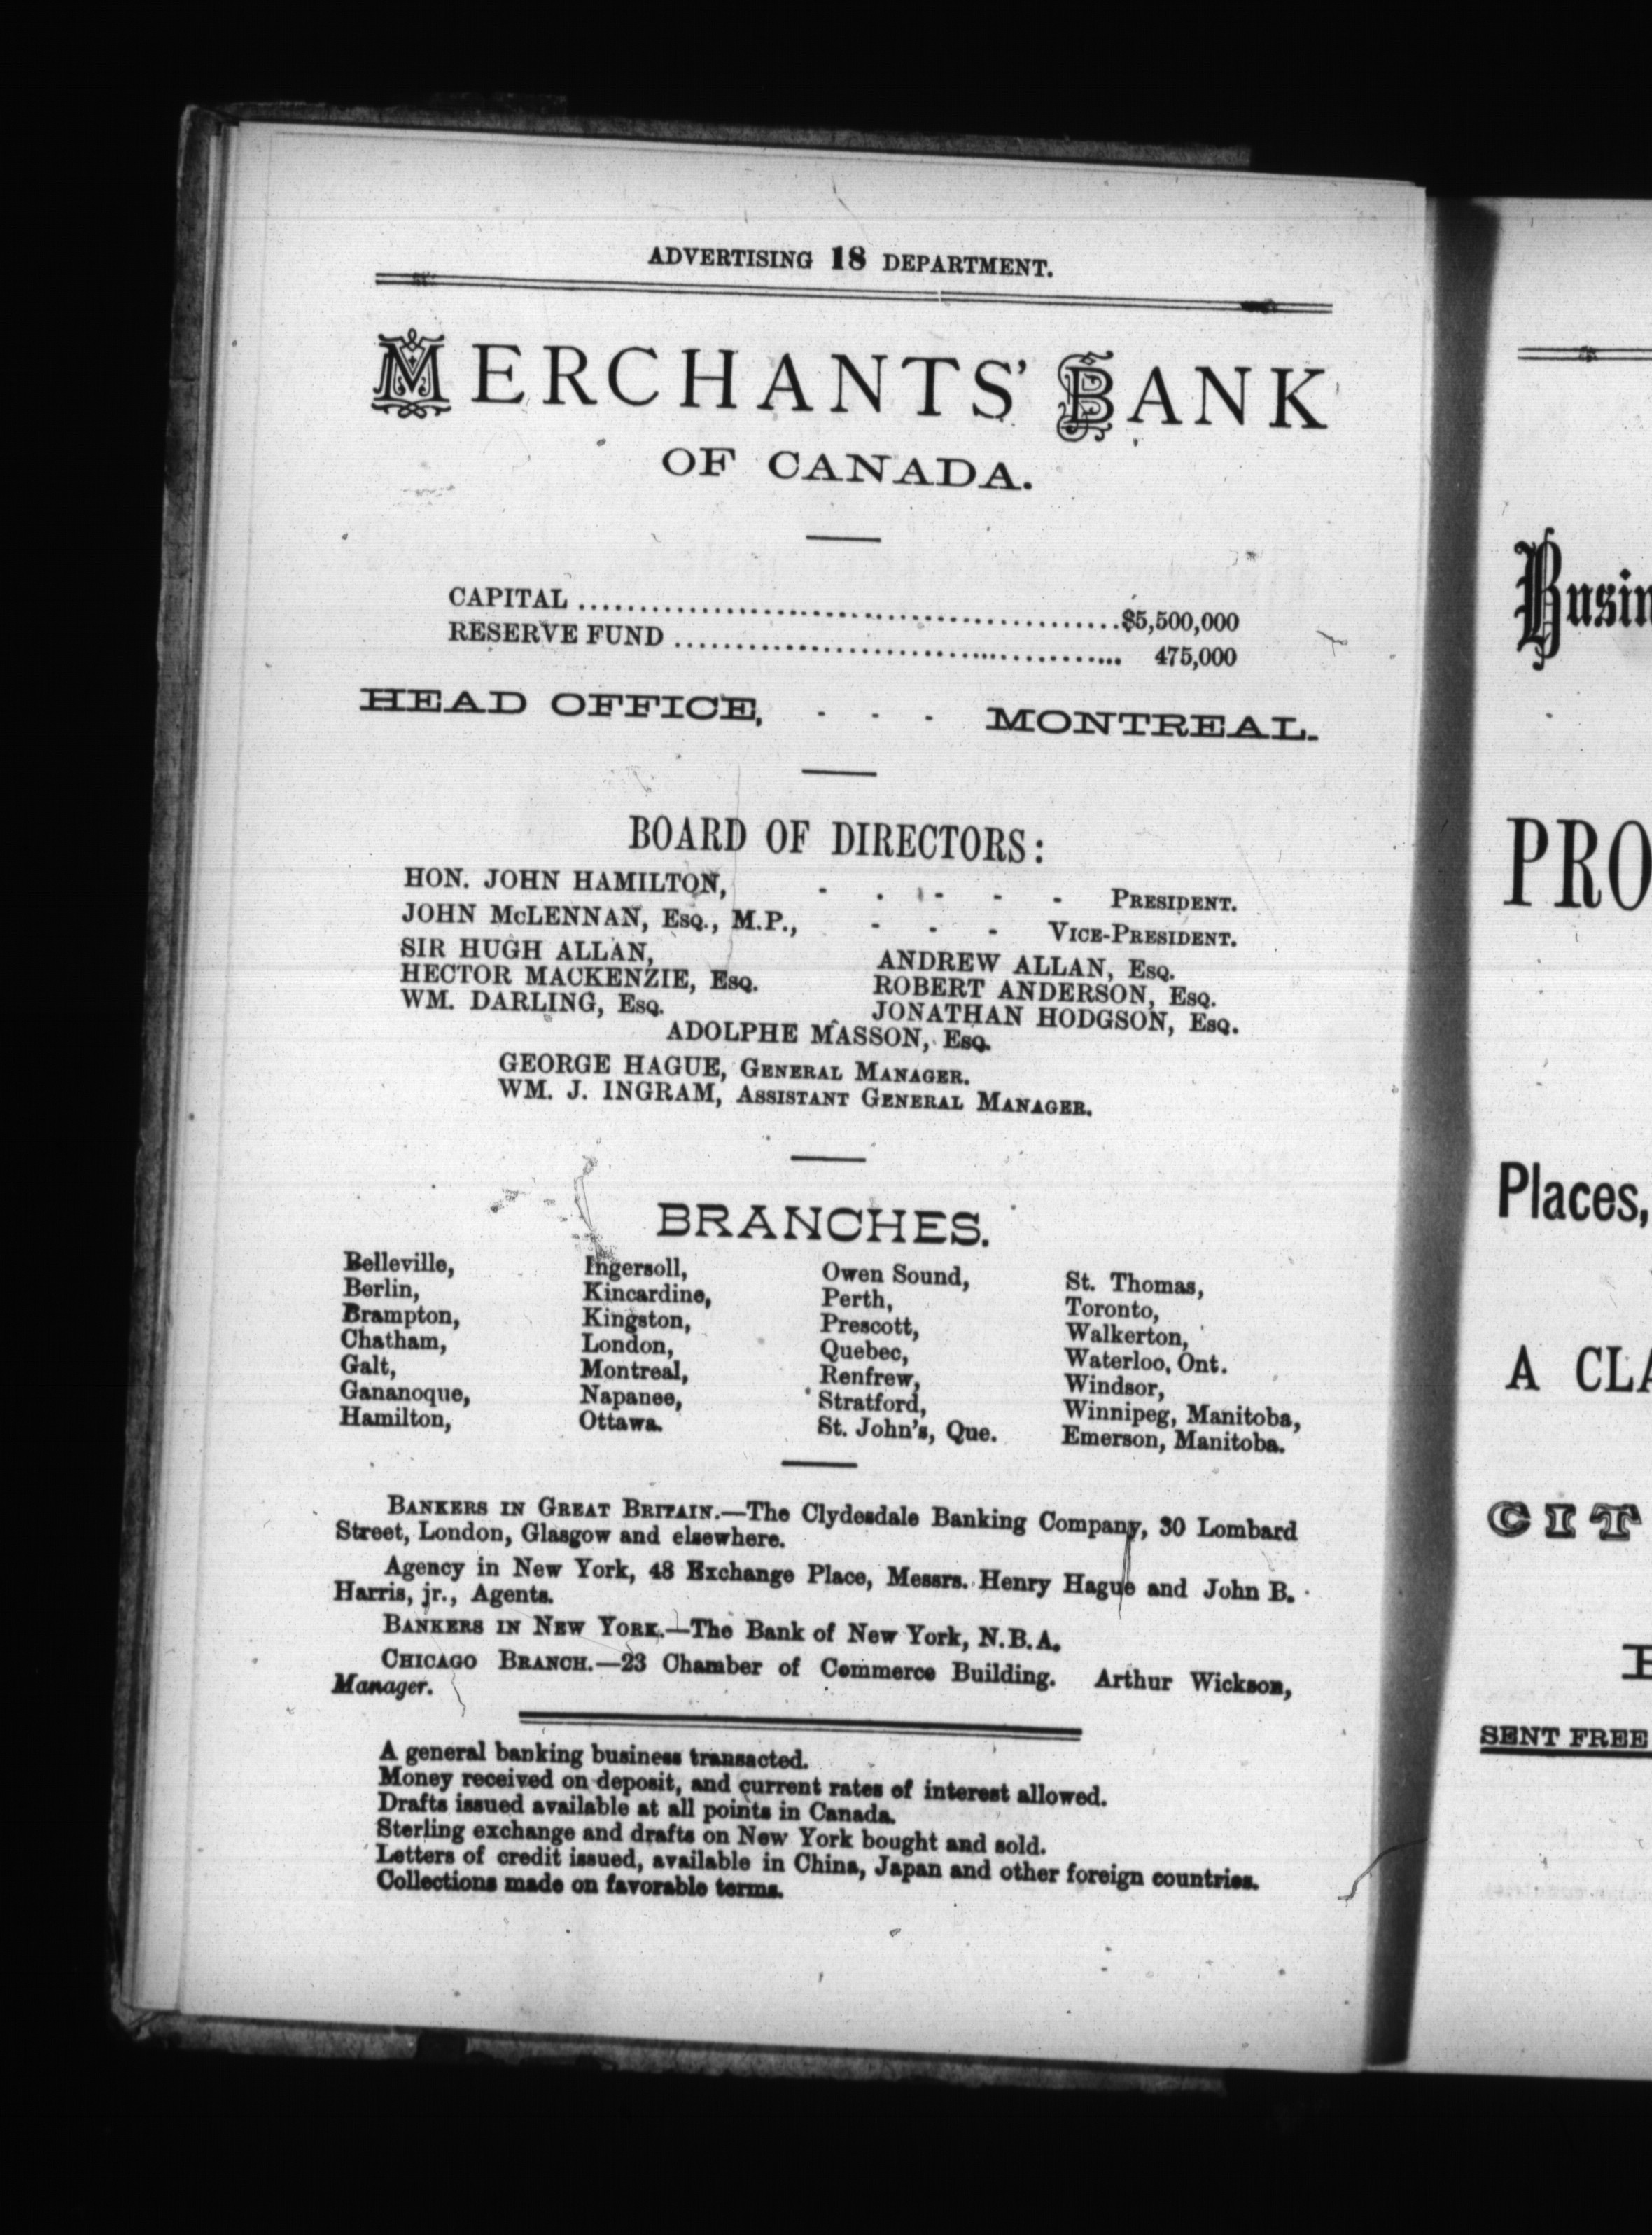 ADVERTISING 18 DEPARTMENT.
MERCHANTS' BANK
OF CANADA.
CAPITAL ........................................ $5,500,000
RESERVE FUND ........................................ 475,000
HEAD OFFICE, - - - MONTREAL.
BOARD OF DIRECTORS:
HON. JOHN HAMILTON, - - - - - PRESIDENT.
JOHN McLENNAN, ESQ., M.P., - - - VICE-PRESIDENT.
SIR HUGH ALLAN, ANDREW ALLAN, ESQ.
HECTOR MACKENZIE, ESQ. ROBERT ANDERSON, ESQ.
WM. DARLING, ESQ. JONATHAN HODGSON, ESQ.
ADOLPHE MASSON, ESQ.
GEORGE HAGUE, GENERAL MANAGER.
WM. J. INGRAM, ASSISTANT GENERAL MANAGER.
BRANCHES.
Belleville, Ingersoll, Owen Sound, St. Thomas,
Berlin, Kincardine, Perth, Toronto,
Brampton, Kingston, Prescott, Walkerton,
Chatham, London, Quebec, Waterloo, Ont.
Galt, Montreal, Renfrew, Windsor,
Gananoque, Napanee, Stratford, Winnipeg, Manitoba,
Hamilton, Ottawa. St. John's, Que. Emerson, Manitoba.
BANKERS IN GREAT BRITAIN.—The Clydesdale Banking Company, 30 Lombard
Street, London, Glasgow and elsewhere.
Agency in New York, 48 Exchange Place, Messrs. Henry Hague and John B.
Harris, jr., Agents.
BANKERS IN NEW YORK.—The Bank of New York, N.B.A.
CHICAGO BRANCH.—23 Chamber of Commerce Building. Arthur Wickson,
Manager.
A general banking business transacted.
Money received on deposit, and current rates of interest allowed.
Drafts issued available at all points in Canada.
Sterling exchange and drafts on New York bought and sold.
Letters of credit issued, available in China, Japan and other foreign countries.
Collections made on favorable terms.
Busin
PRO
Places,
A CLA
CIT
SENT FREE